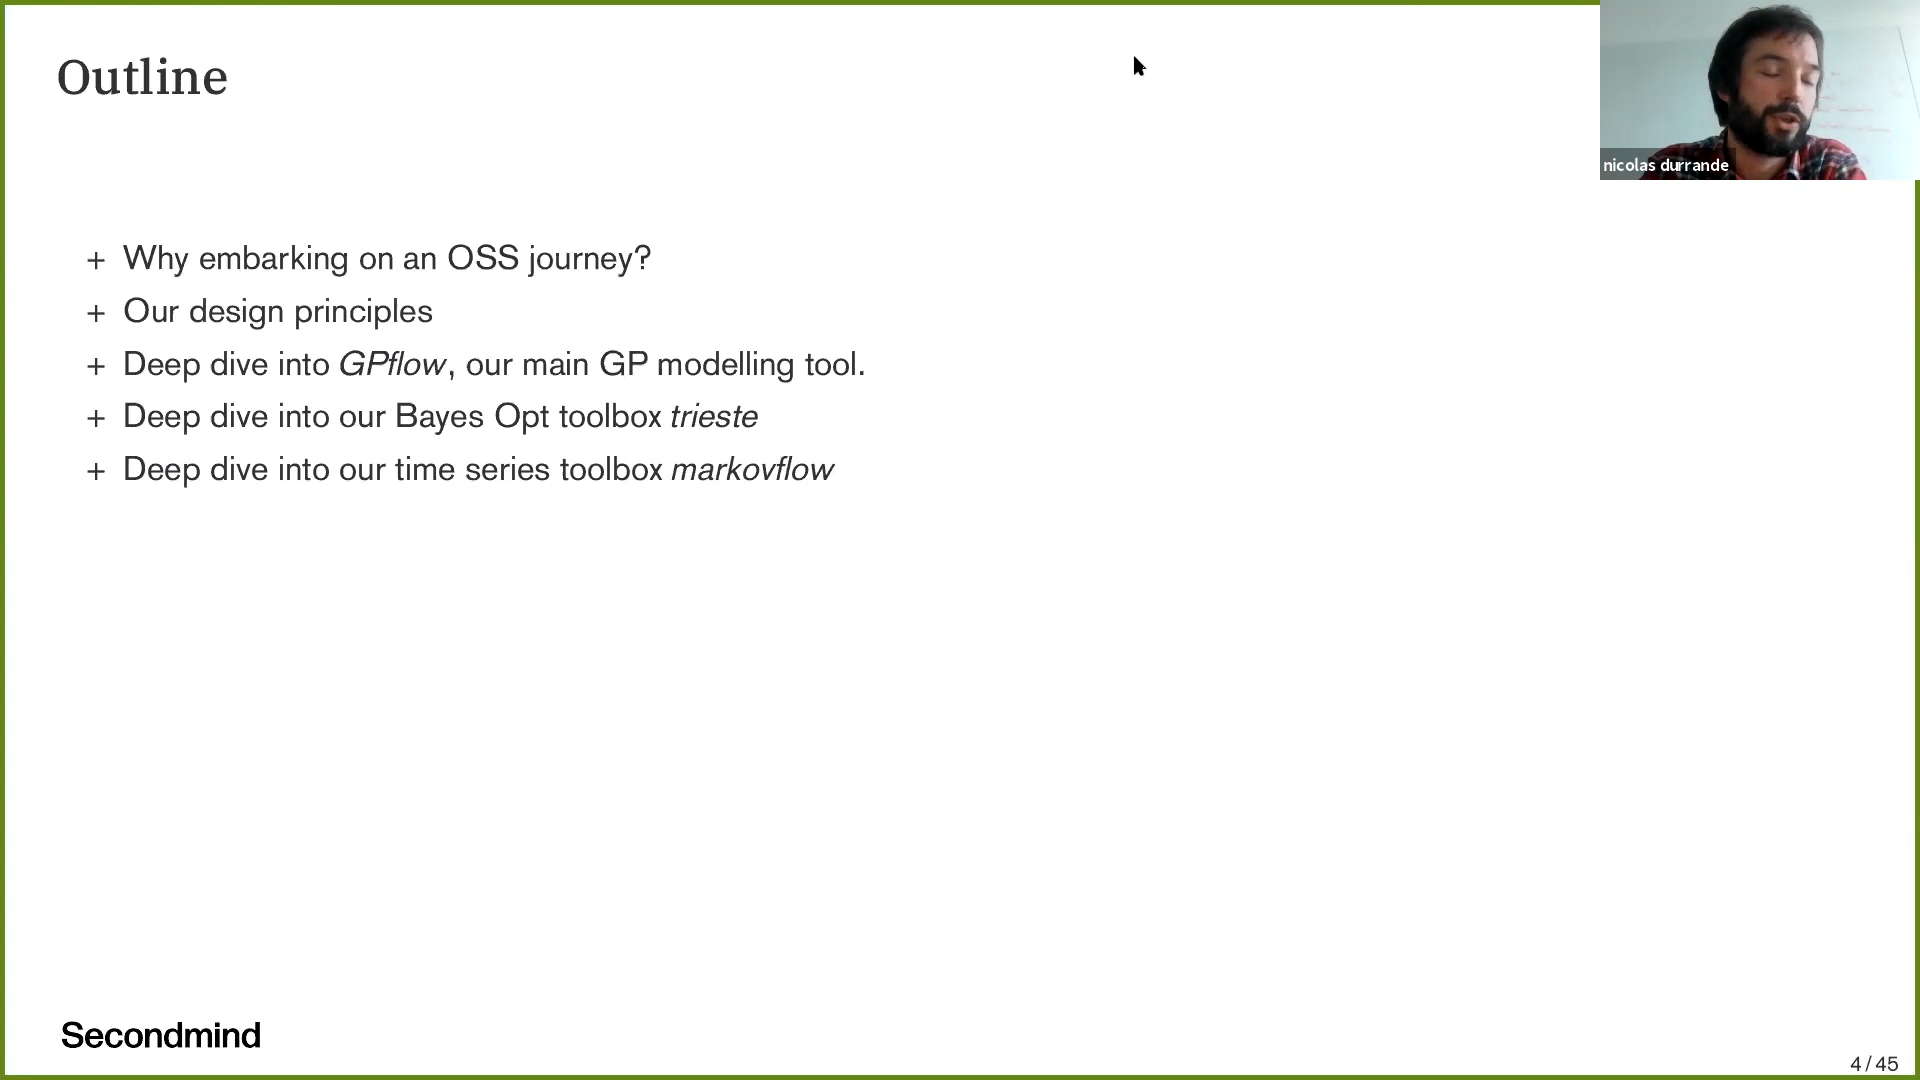 Outline
nicolas durrande
+ Why embarking on an OSS journey?
+ Our design principles
+ Deep dive into GPflow, our main GP modelling tool.
+ Deep dive into our Bayes Opt toolbox trieste
+ Deep dive into our time series toolbox markovflow
Secondmind
4 / 45